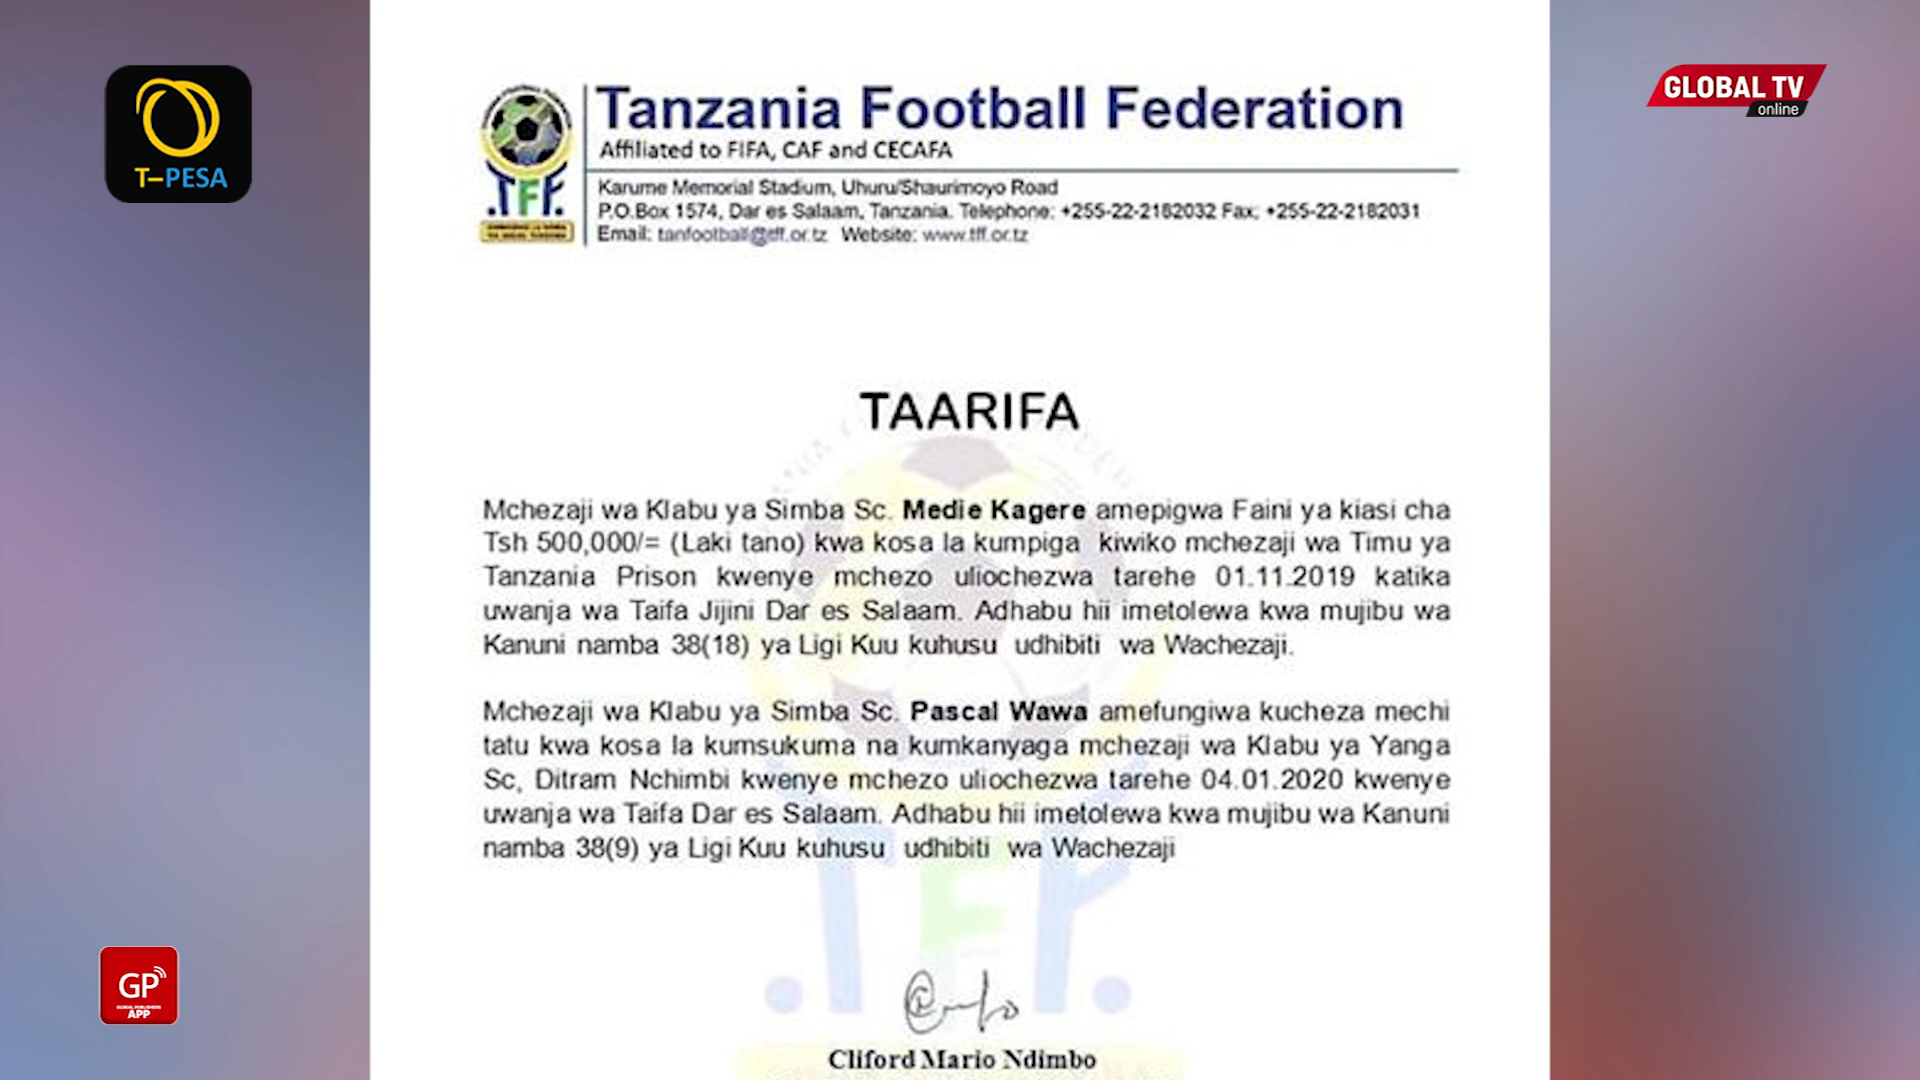 T-PESA
GLOBAL TV
online
Tanzania Football Federation
Affiliated to FIFA, CAF and CECAFA
Karume Memorial Stadium, Uhuru/Shaurimoyo Road
P.O.Box 1574, Dar es Salaam, Tanzania. Telephone: +255-22-2182032 Fax: +255-22-2182031
Email: tanfootball@tff.or.tz Website: www.tff.or.tz
TFF
TAARIFA
Mchezaji wa Klabu ya Simba Sc. Medie Kagere amepigwa Faini ya kiasi cha
Tsh 500,000/= (Laki tano) kwa kosa la kumpiga kiwiko mchezaji wa Timu ya
Tanzania Prison kwenye mchezo uliochezwa tarehe 01.11.2019 katika
uwanja wa Taifa Jijini Dar es Salaam. Adhabu hii imetolewa kwa mujibu wa
Kanuni namba 38(18) ya Ligi Kuu kuhusu udhibiti wa Wachezaji.
Mchezaji wa Klabu ya Simba Sc. Pascal Wawa amefungiwa kucheza mechi
tatu kwa kosa la kumsukuma na kumkanyaga mchezaji wa Klabu ya Yanga
Sc, Ditram Nchimbi kwenye mchezo uliochezwa tarehe 04.01.2020 kwenye
uwanja wa Taifa Dar es Salaam. Adhabu hii imetolewa kwa mujibu wa Kanuni
namba 38(9) ya Ligi Kuu kuhusu udhibiti wa Wachezaji
Cliford Mario Ndimbo
GP
GLOBAL PUBLISHERS
APP